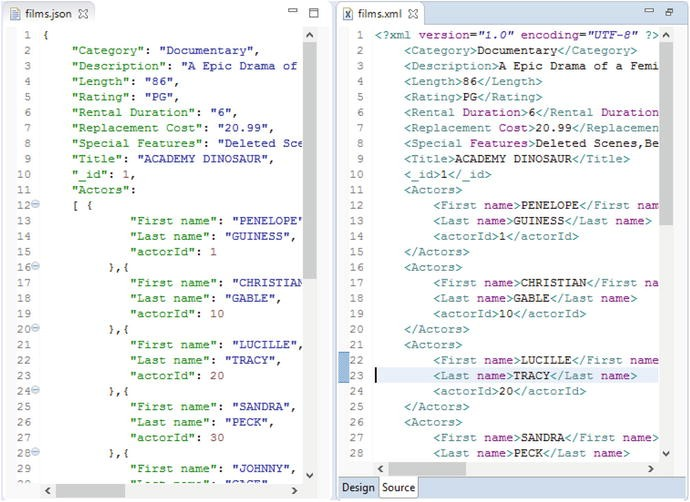 films.json
1 {
2 "Category": "Documentary",
3 "Description": "A Epic Drama of
4 "Length": "86",
5 "Rating": "PG",
6 "Rental Duration": "6",
7 "Replacement Cost": "20.99",
8 "Special Features": "Deleted Sce
9 "Title": "ACADEMY DINOSAUR",
10 "_id": 1,
11 "Actors":
12 [ {
13 "First name": "PENELOPE"
14 "Last name": "GUINESS",
15 "actorId": 1
16 },{
17 "First name": "CHRISTIAN
18 "Last name": "GABLE",
19 "actorId": 10
20 },{
21 "First name": "LUCILLE",
22 "Last name": "TRACY",
23 "actorId": 20
24 },{
25 "First name": "SANDRA",
26 "Last name": "PECK",
27 "actorId": 30
28 },{
29 "First name": "JOHNNY",
"Last name": "CAGE",
films.xml
1 <?xml version="1.0" encoding="UTF-8" ?>
2 <Category>Documentary</Category>
3 <Description>A Epic Drama of a Femi
4 <Length>86</Length>
5 <Rating>PG</Rating>
6 <Rental Duration>6</Rental Duration
7 <Replacement Cost>20.99</Replacemen
8 <Special Features>Deleted Scenes,Be
9 <Title>ACADEMY DINOSAUR</Title>
10 <_id>1</_id>
11 <Actors>
12 <First name>PENELOPE</First nam
13 <Last name>GUINESS</Last name>
14 <actorId>1</actorId>
15 </Actors>
16 <Actors>
17 <First name>CHRISTIAN</First na
18 <Last name>GABLE</Last name>
19 <actorId>10</actorId>
20 </Actors>
21 <Actors>
22 <First name>LUCILLE</First name
23 <Last name>TRACY</Last name>
24 <actorId>20</actorId>
25 </Actors>
26 <Actors>
27 <First name>SANDRA</First name>
28 <Last name>PECK</Last name>
Design Source